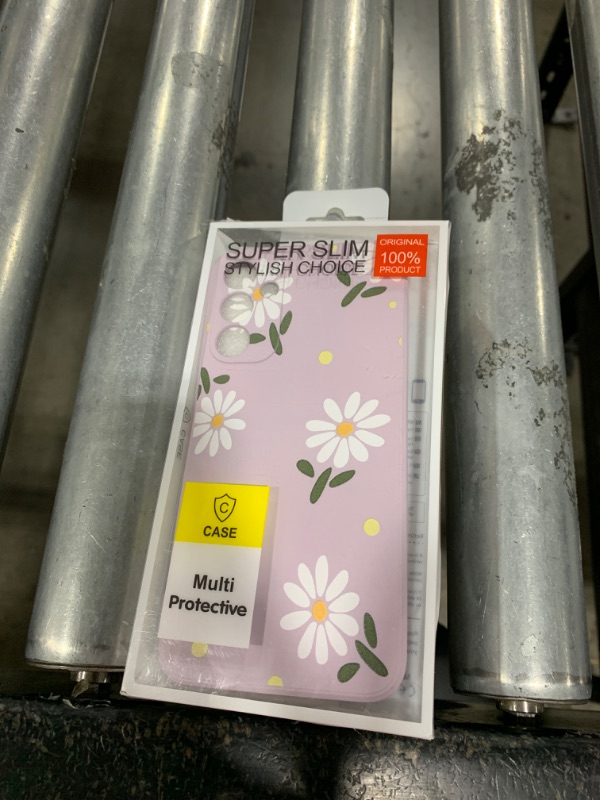 SUPER SLIM
STYLISH CHOICE
ORIGINAL
100%
PRODUCT
C
CASE
Multi
Protective